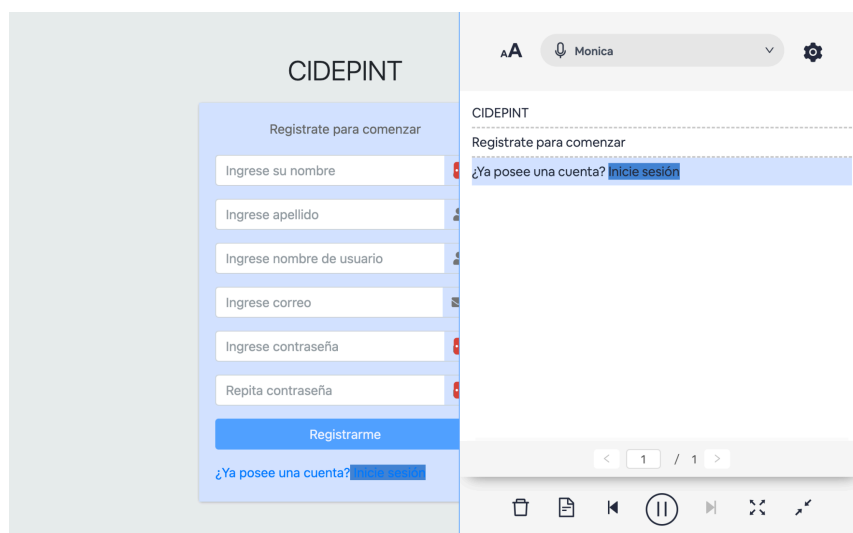 CIDEPINT
Registrate para comenzar
Ingrese su nombre
Ingrese apellido
Ingrese nombre de usuario
Ingrese correo
Ingrese contraseña
Repita contraseña
Registrarme
¿Ya posee una cuenta?Inicie sesión
AA Monica
CIDEPINT
Registrate para comenzar
¿Ya posee una cuenta? Inicie sesión
< 1 / 1 >